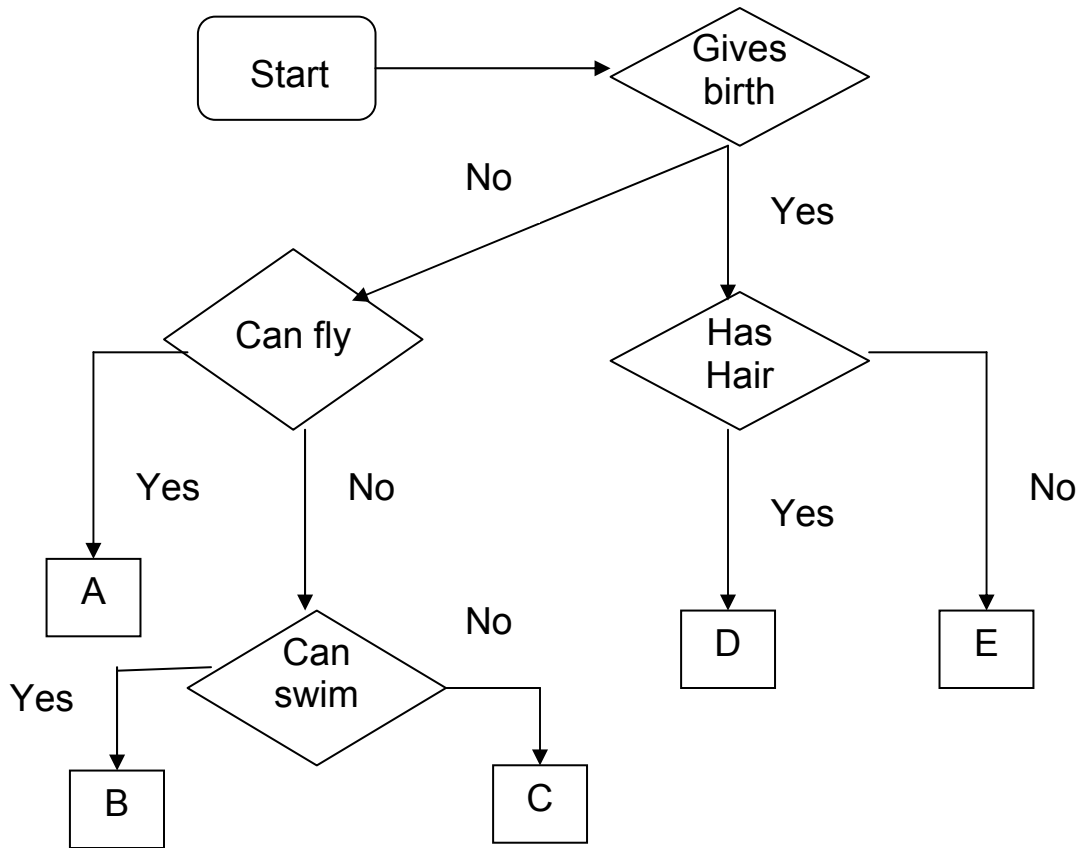 Start
Gives
birth
No
Yes
Can fly
Has
Hair
Yes
No
Yes
No
A
Can
swim
No
D
E
Yes
B
C